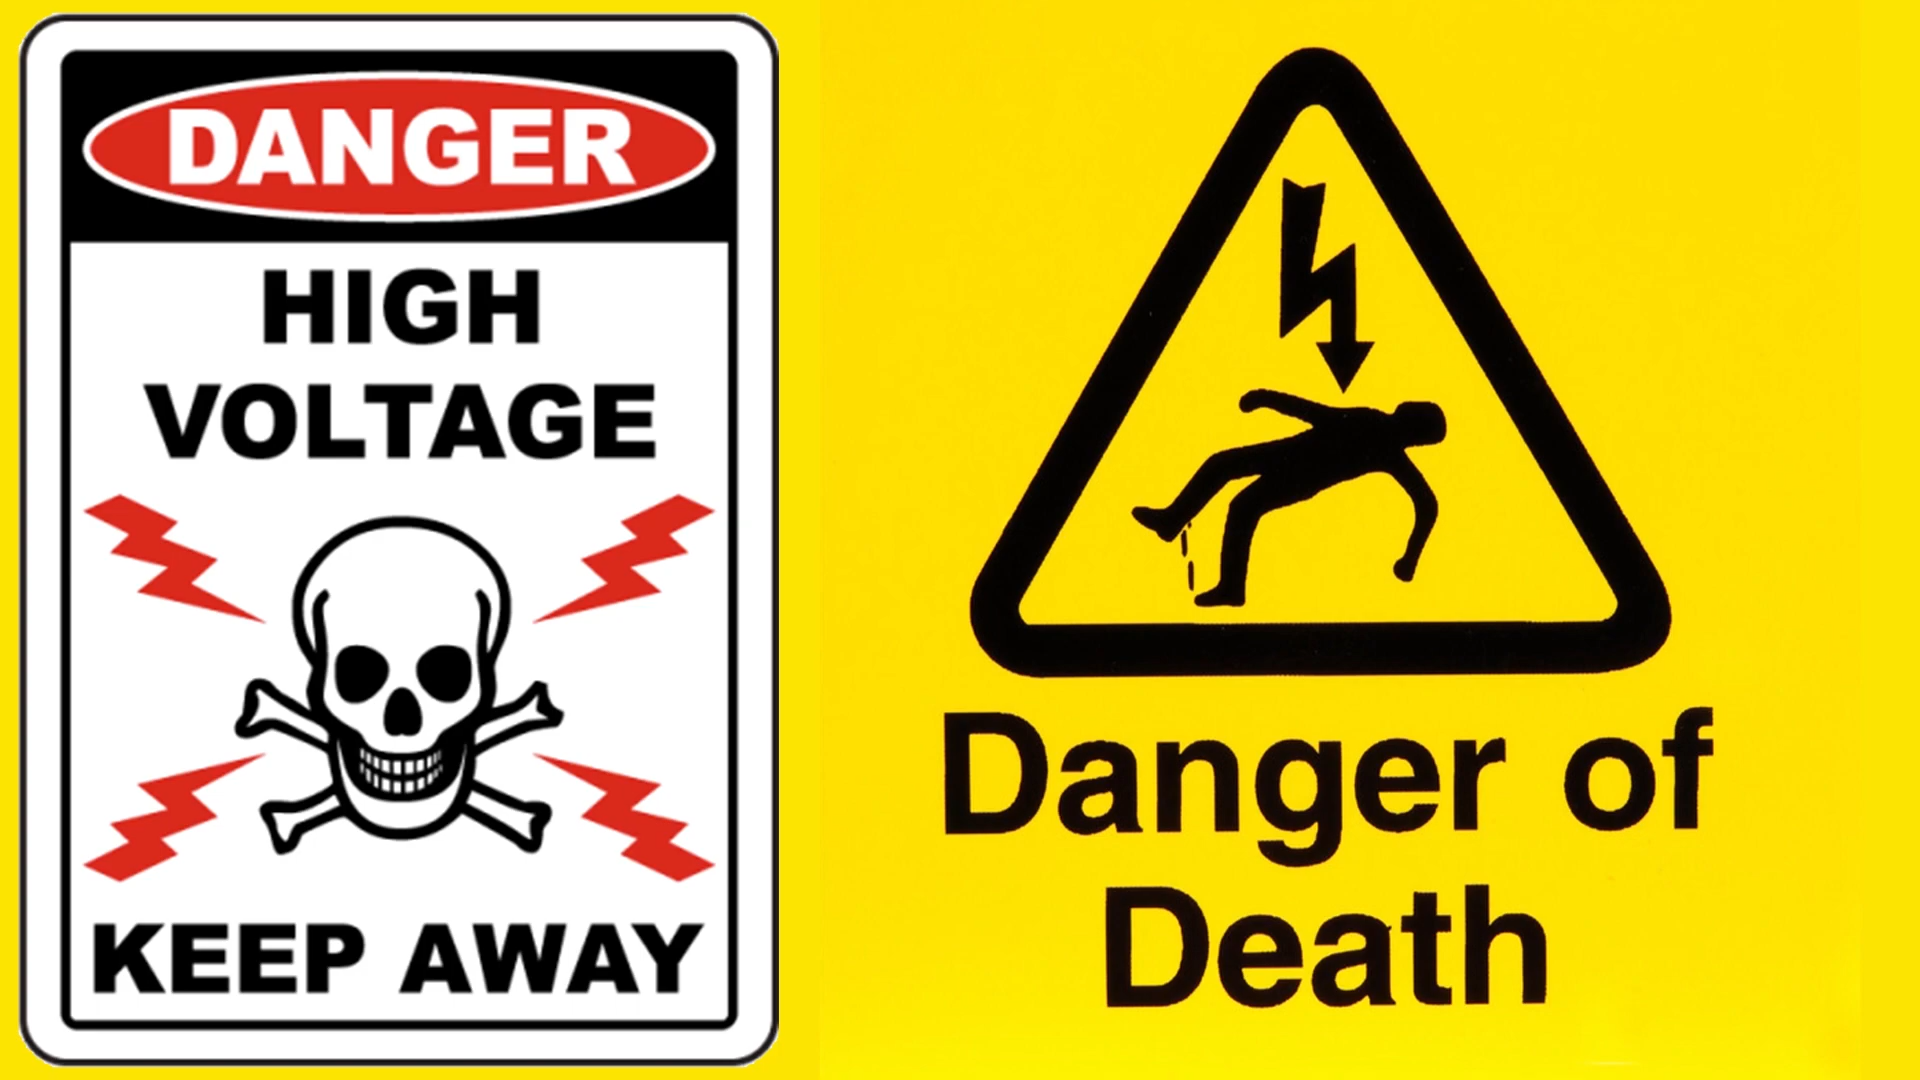 DANGER
HIGH
VOLTAGE
KEEP AWAY
Danger of
Death